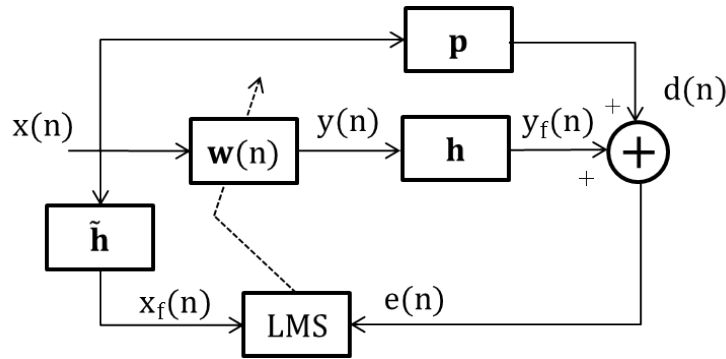 p
d(n)
+
x(n)
w(n)
y(n)
h
y_f(n)
+
+
h̃
x_f(n)
LMS
e(n)